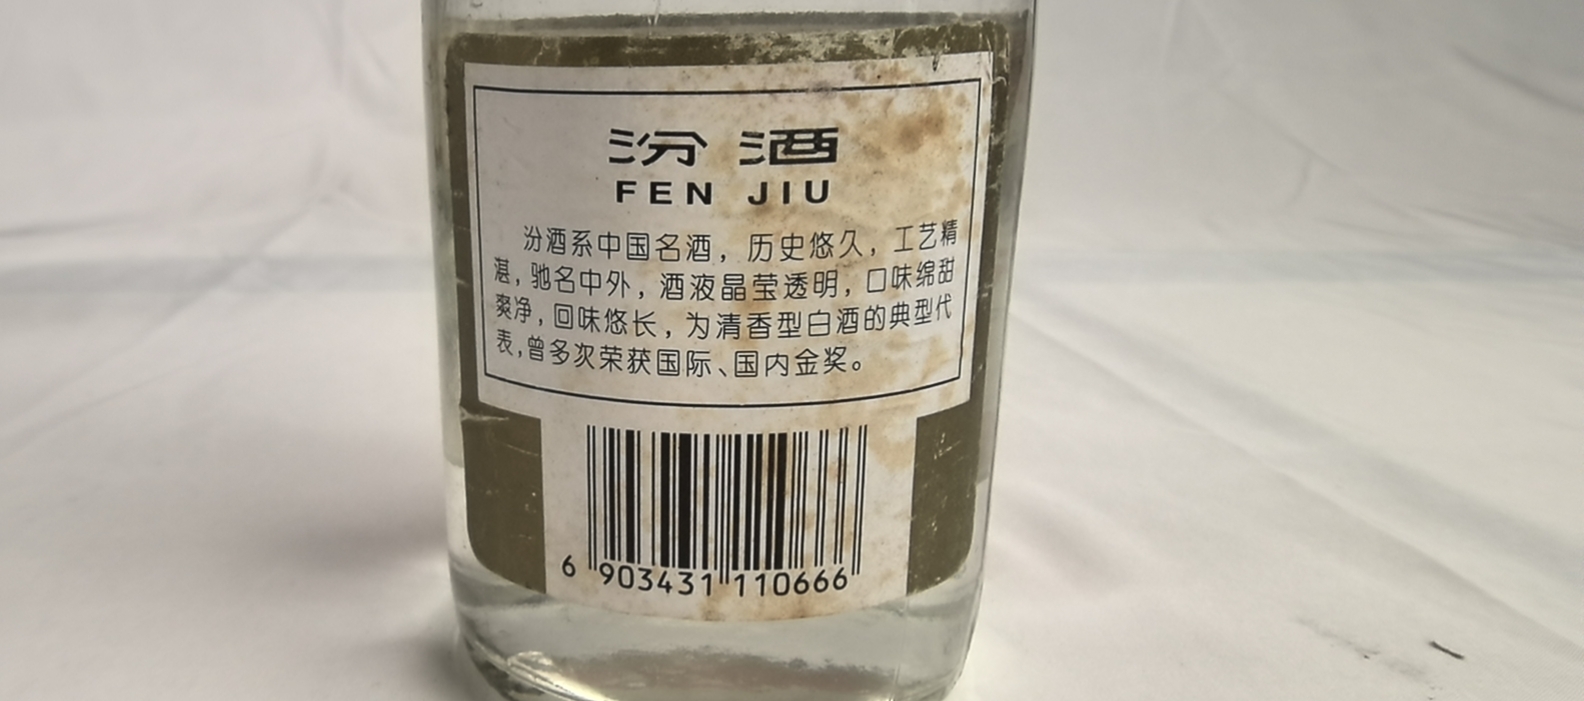 汾酒
FEN JIU
汾酒系中国名酒，历史悠久，工艺精
湛，驰名中外，酒液晶莹透明，口味绵甜
爽净，回味悠长，为清香型白酒的典型代
表，曾多次荣获国际、国内金奖。
6 903431 110666